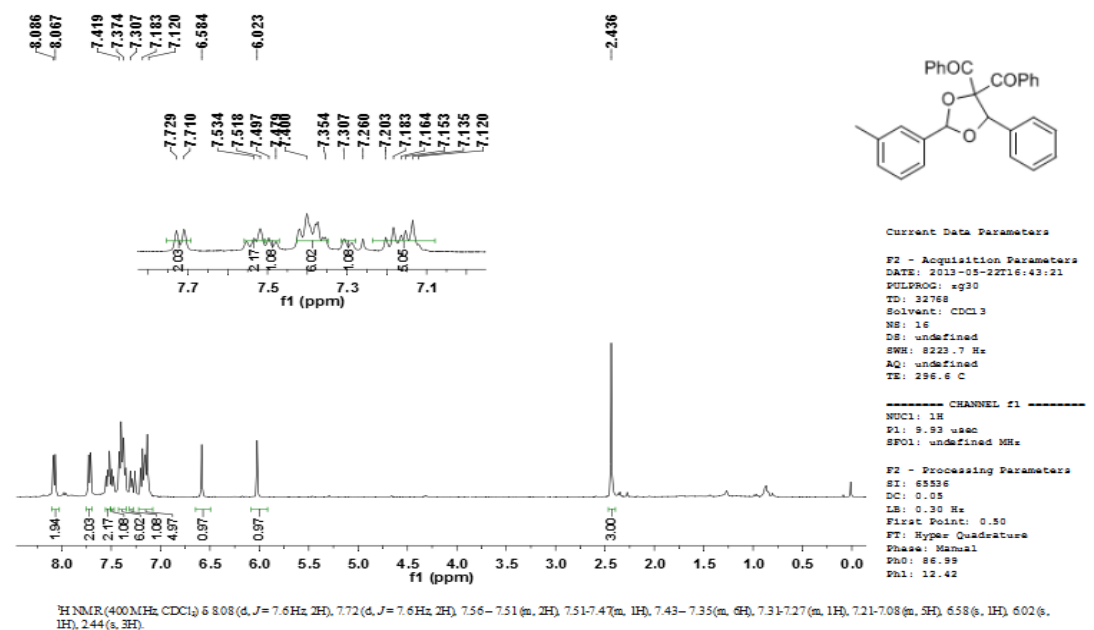 8.086
8.067
7.419
7.374
7.307
7.183
7.120
6.584
6.023
2.436
PhOC
COPh
O
O
7.729
7.710
7.534
7.518
7.497
7.479
7.400
7.354
7.307
7.260
7.203
7.183
7.164
7.153
7.135
7.120
2.03
2.17
1.08
6.02
1.08
5.05
7.7 7.5 7.3 7.1
f1 (ppm)
Current Data Parameters
F2 - Acquisition Parameters
DATE: 2013-05-22T16:43:21
PULPROG: zg30
TD: 32768
Solvent: CDCl3
NS: 16
DS: undefined
SWH: 8223.7 Hz
AQ: undefined
TE: 296.6 C
======== CHANNEL f1 ========
NUC1: 1H
P1: 9.93 usec
SFO1: undefined MHz
F2 - Processing Parameters
SI: 65536
DC: 0.05
LB: 0.30 Hz
First Point: 0.50
FT: Hyper Quadrature
Phase: Manual
Ph0: 86.99
Ph1: 12.42
1.94
2.03
2.17
1.08
6.02
1.08
4.97
0.97
0.97
3.00
8.0 7.5 7.0 6.5 6.0 5.5 5.0 4.5 4.0 3.5 3.0 2.5 2.0 1.5 1.0 0.5 0.0
f1 (ppm)
¹H NMR (400 MHz, CDCl₃) δ 8.08 (d, J = 7.6 Hz, 2H), 7.72 (d, J = 7.6 Hz, 2H), 7.56 – 7.51 (m, 2H), 7.51-7.47(m, 1H), 7.43 – 7.35(m, 6H), 7.31-7.27 (m, 1H), 7.21-7.08 (m, 5H), 6.58 (s, 1H), 6.02 (s,
1H), 2.44 (s, 3H).